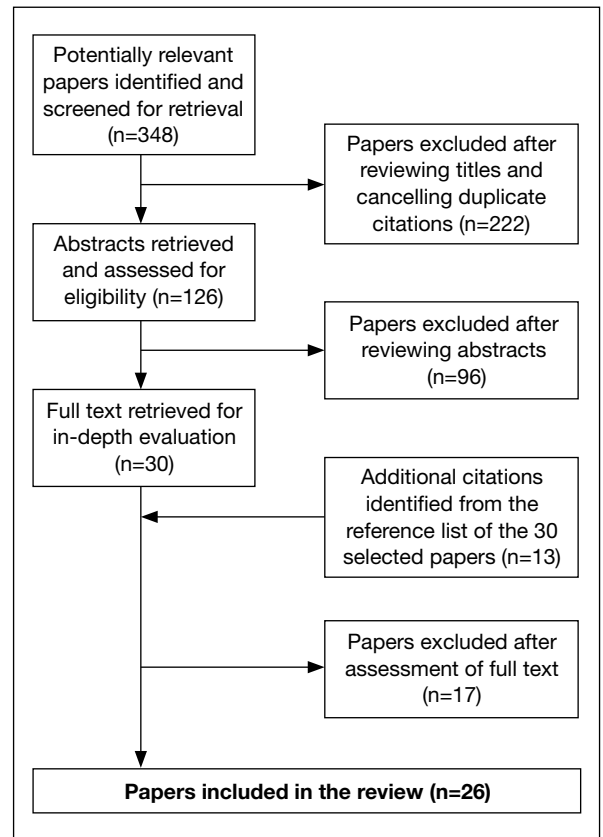 Potentially relevant
papers identified and
screened for retrieval
(n=348)
Papers excluded after
reviewing titles and
cancelling duplicate
citations (n=222)
Abstracts retrieved
and assessed for
eligibility (n=126)
Papers excluded after
reviewing abstracts
(n=96)
Full text retrieved for
in-depth evaluation
(n=30)
Additional citations
identified from the
reference list of the 30
selected papers (n=13)
Papers excluded after
assessment of full text
(n=17)
Papers included in the review (n=26)